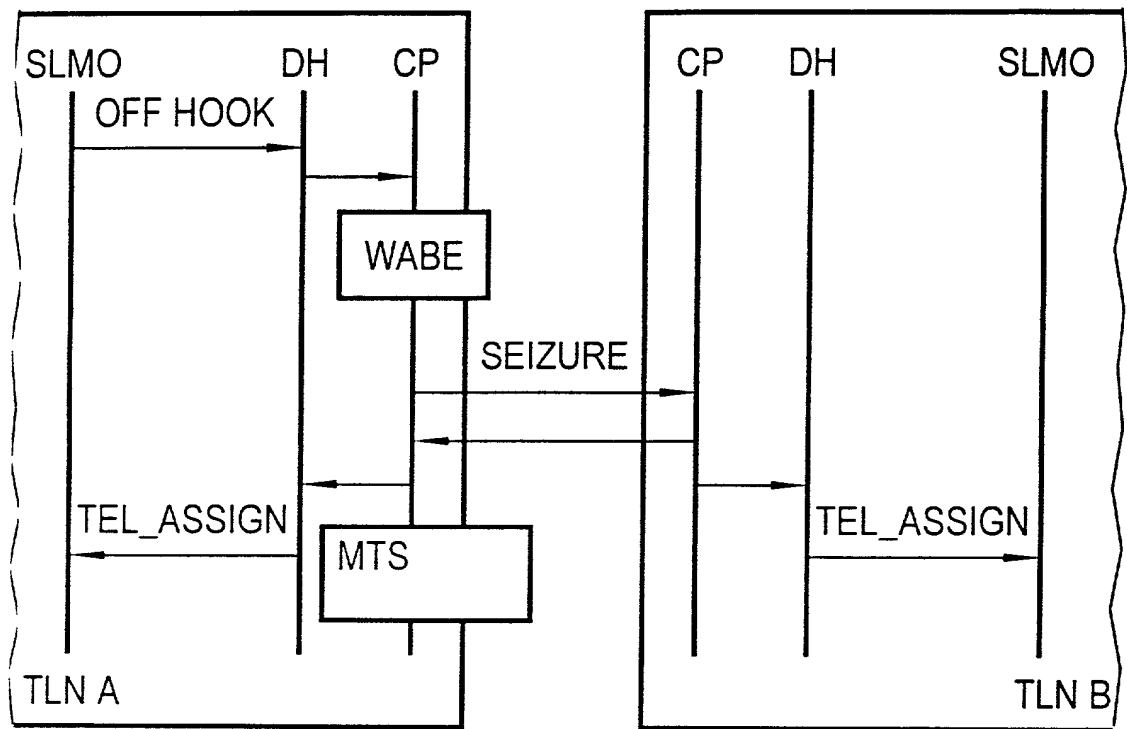 SLMO DH CP CP DH SLMO
OFF HOOK
WABE
SEIZURE
TEL_ASSIGN TEL_ASSIGN
MTS
TLN A TLN B